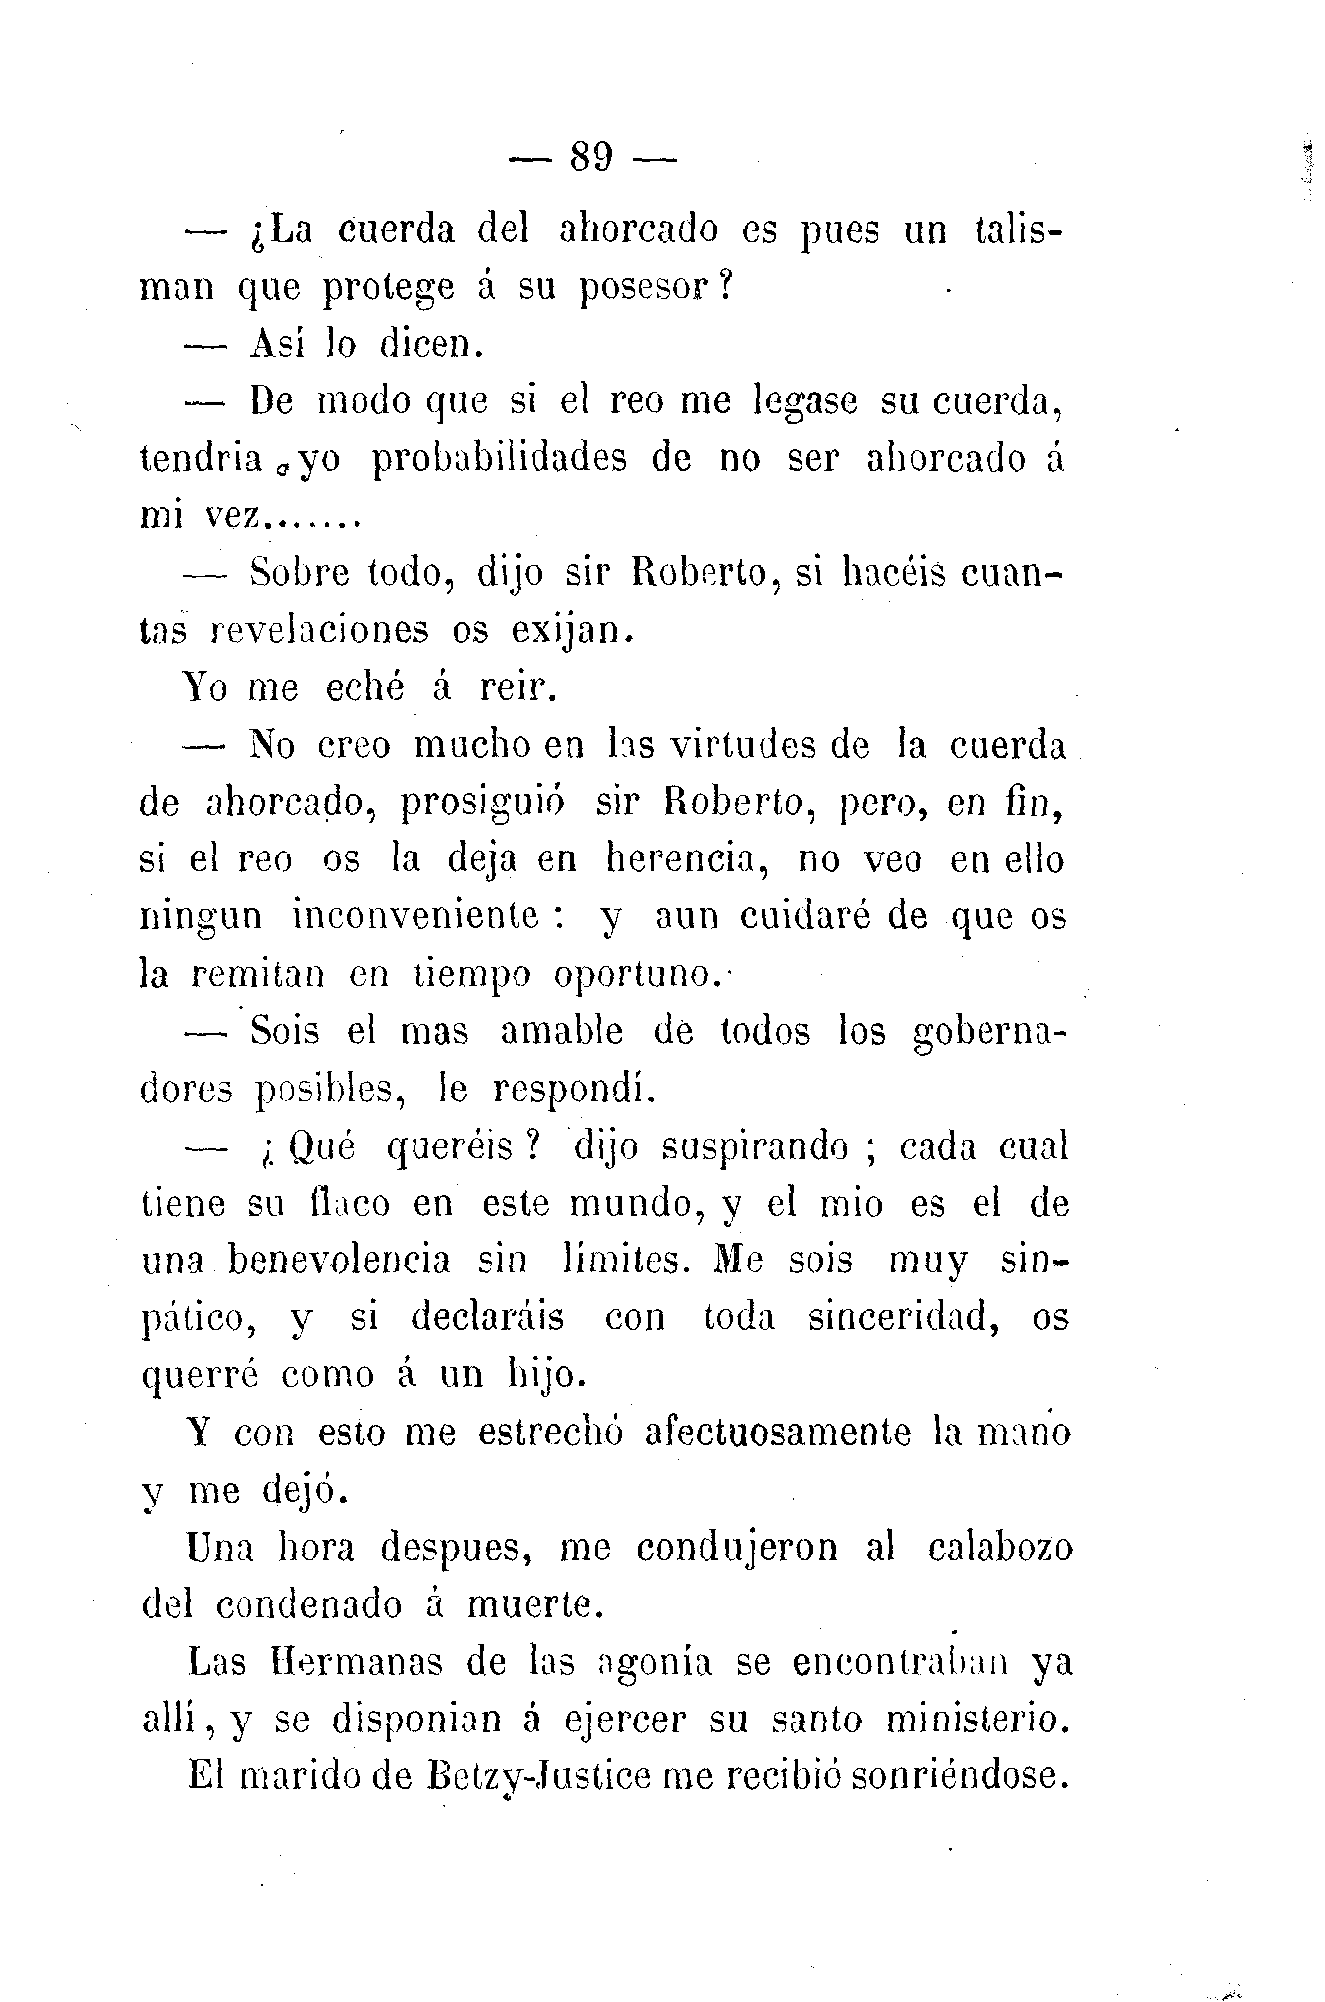 — 89 —
— ¿La cuerda del ahorcado es pues un talis-
man que protege á su posesor?
— Así lo dicen.
— De modo que si el reo me legase su cuerda,
tendria yo probabilidades de no ser ahorcado á
mi vez.......
— Sobre todo, dijo sir Roberto, si hacéis cuan-
tas revelaciones os exijan.
Yo me eché á reir.
— No creo mucho en las virtudes de la cuerda
de ahorcado, prosiguió sir Roberto, pero, en fin,
si el reo os la deja en herencia, no veo en ello
ningun inconveniente : y aun cuidaré de que os
la remitan en tiempo oportuno.
— Sois el mas amable de todos los goberna-
dores posibles, le respondí.
— ¿ Qué queréis ? dijo suspirando ; cada cual
tiene su flaco en este mundo, y el mio es el de
una benevolencia sin límites. Me sois muy sin-
pático, y si declaráis con toda sinceridad, os
querré como á un hijo.
Y con esto me estrechó afectuosamente la mano
y me dejó.
Una hora despues, me condujeron al calabozo
del condenado á muerte.
Las Hermanas de las agonía se encontraban ya
allí, y se disponian á ejercer su santo ministerio.
El marido de Betzy-Justice me recibió sonriéndose.